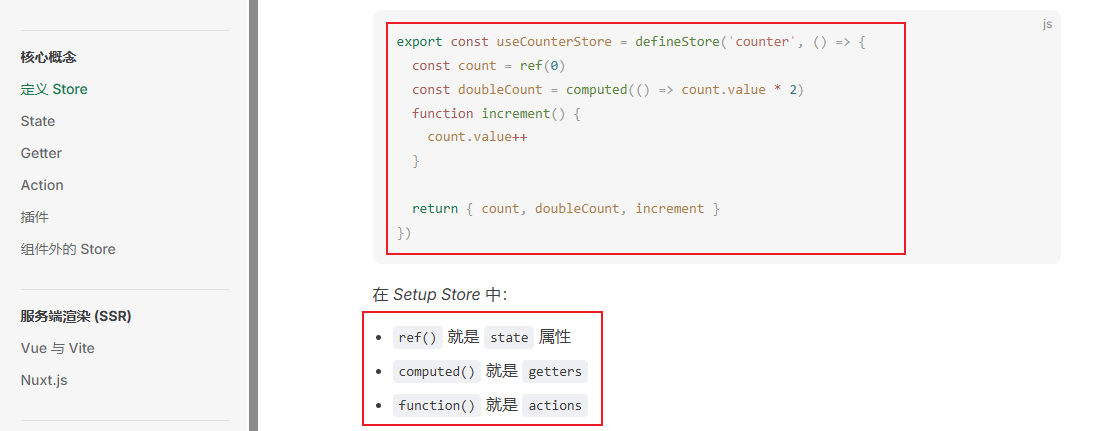 核心概念
定义 Store
State
Getter
Action
插件
组件外的 Store
服务端渲染 (SSR)
Vue 与 Vite
Nuxt.js
js
export const useCounterStore = defineStore('counter', () => {
  const count = ref(0)
  const doubleCount = computed(() => count.value * 2)
  function increment() {
    count.value++
  }
  return { count, doubleCount, increment }
})
在 Setup Store 中：
• ref() 就是 state 属性
• computed() 就是 getters
• function() 就是 actions